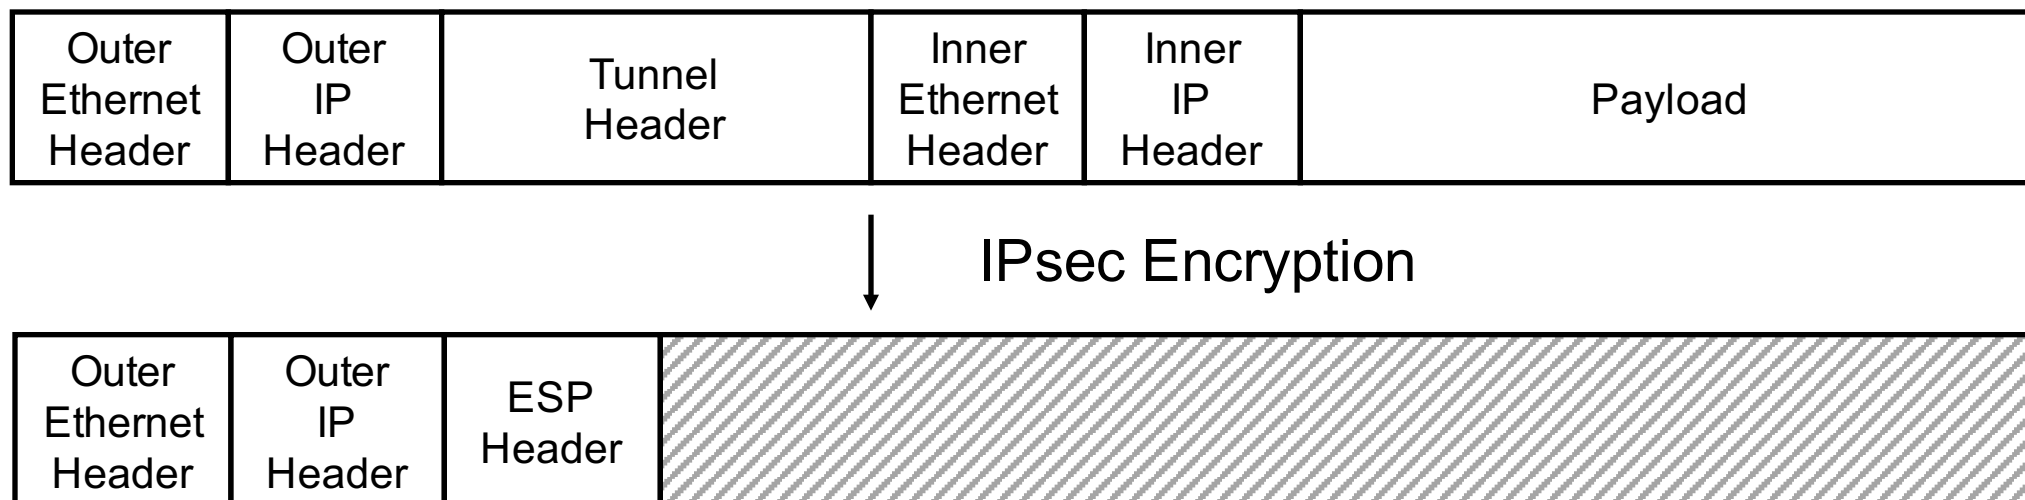 Outer
Ethernet
Header
Outer
IP
Header
Tunnel
Header
Inner
Ethernet
Header
Inner
IP
Header
Payload
IPsec Encryption
Outer
Ethernet
Header
Outer
IP
Header
ESP
Header